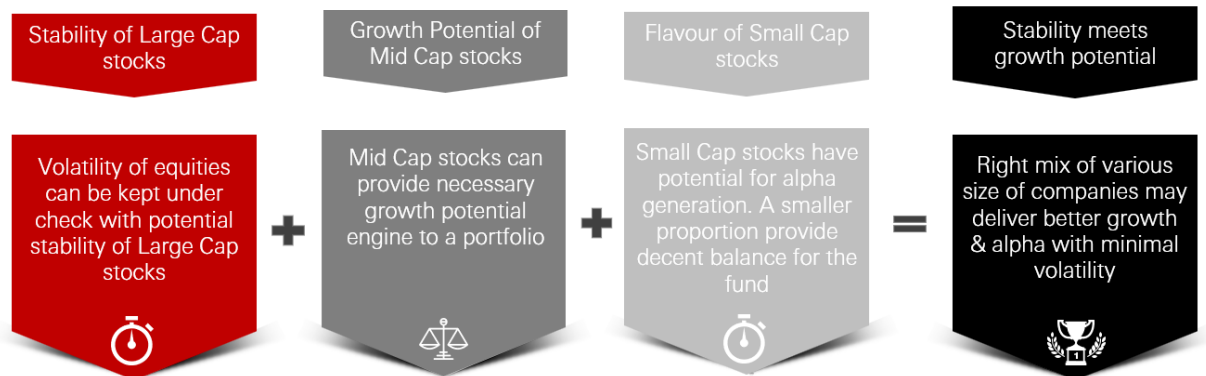 Stability of Large Cap
stocks
Growth Potential of
Mid Cap stocks
Flavour of Small Cap
stocks
Stability meets
growth potential
Volatility of equities
can be kept under
check with potential
stability of Large Cap
stocks
+
Mid Cap stocks can
provide necessary
growth potential
engine to a portfolio
+
Small Cap stocks have
potential for alpha
generation. A smaller
proportion provide
decent balance for the
fund
=
Right mix of various
size of companies may
deliver better growth
& alpha with minimal
volatility
1